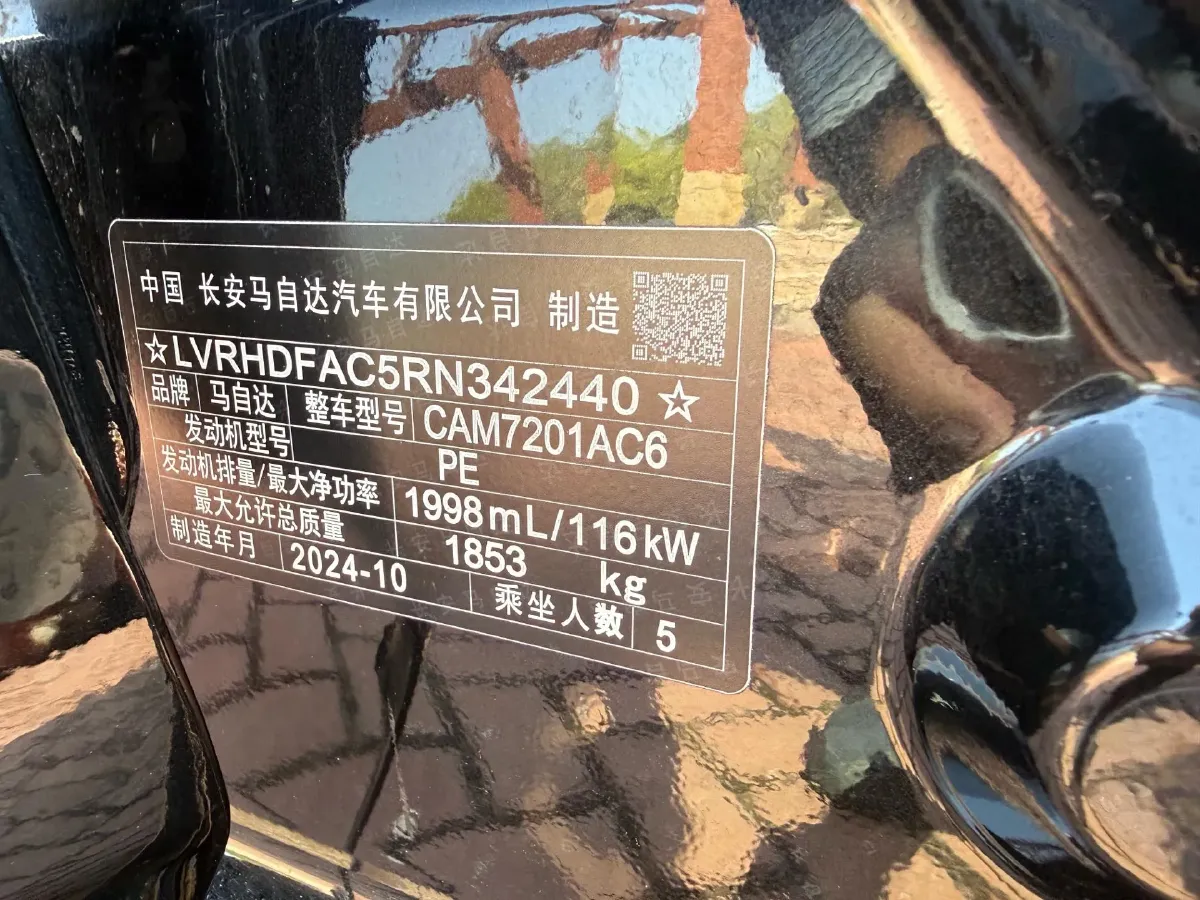 中国 长安马自达汽车有限公司 制造
☆LVRHDFAC5RN342440☆
品牌 马自达 整车型号 CAM7201AC6
发动机型号 PE
发动机排量/最大净功率 1998mL/116kW
最大允许总质量 1853 kg
制造年月 2024-10 乘坐人数 5